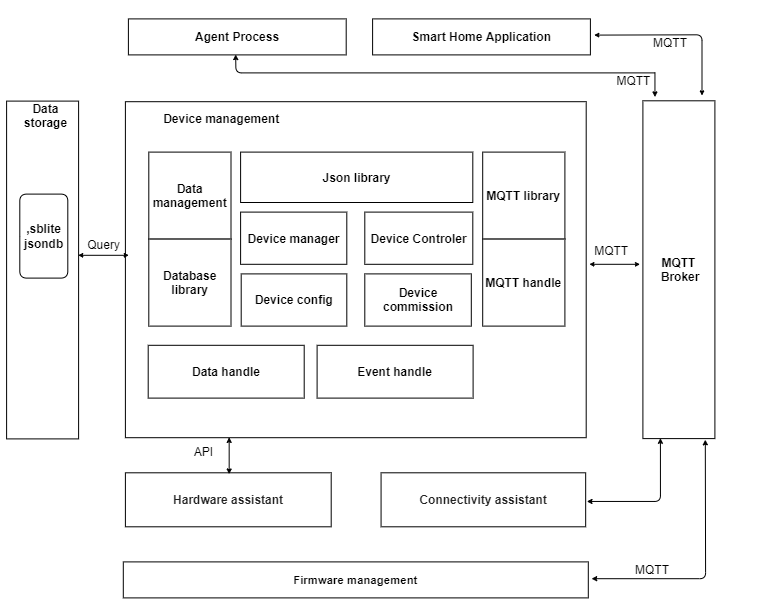 Agent Process
Smart Home Application
MQTT
MQTT
Data
storage
Device management
,sblite
jsondb
Query
Data
management
Json library
MQTT library
Device manager
Device Controler
Database
library
MQTT handle
Device config
Device
commission
Data handle
Event handle
MQTT
MQTT
Broker
API
Hardware assistant
Connectivity assistant
MQTT
Firmware management